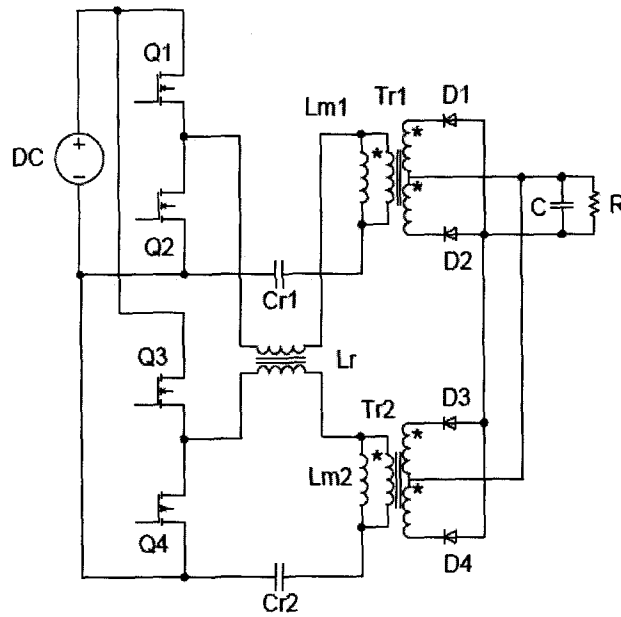 Q1
Lm1
Tr1
D1
*
*
*
DC
+
−
C
R
Q2
D2
Cr1
Q3
Lr
Tr2
D3
*
*
*
Lm2
Q4
D4
Cr2